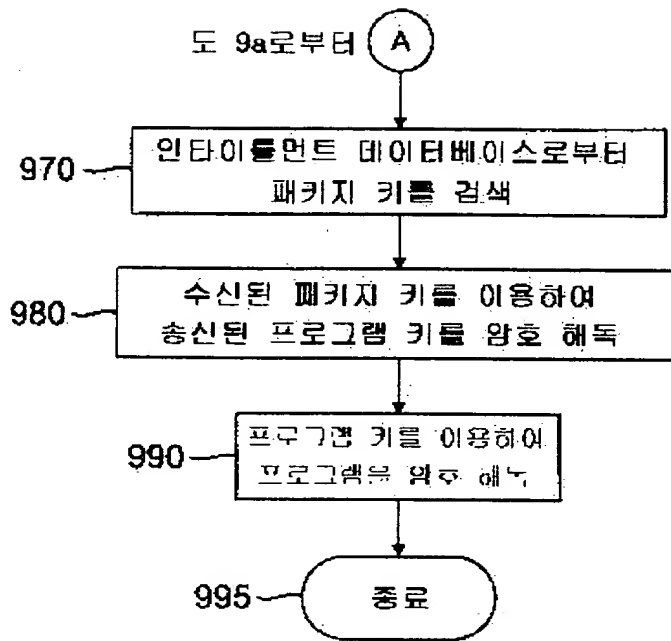 도 9a로부터 A
970 인타이틀먼트 데이터베이스로부터
패키지 키를 검색
980 수신된 패키지 키를 이용하여
송신된 프로그램 키를 암호 해독
990 프로그램 키를 이용하여
프로그램을 암호 해독
995 종료